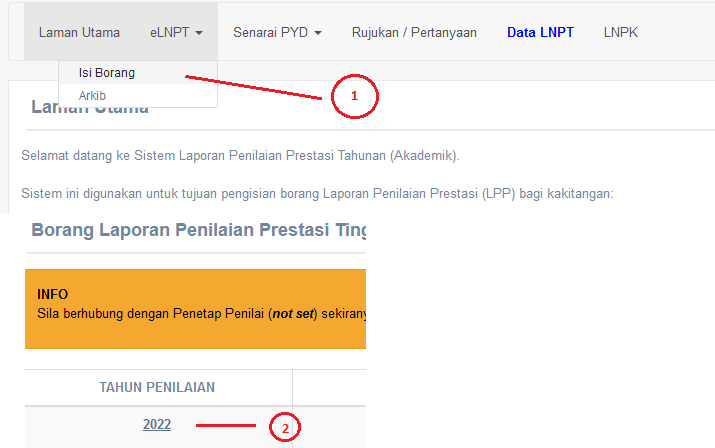 Laman Utama eLNPT Senarai PYD Rujukan / Pertanyaan Data LNPT LNPK
Isi Borang
1
Arkib
Laman Utama
Selamat datang ke Sistem Laporan Penilaian Prestasi Tahunan (Akademik).
Sistem ini digunakan untuk tujuan pengisian borang Laporan Penilaian Prestasi (LPP) bagi kakitangan:
Borang Laporan Penilaian Prestasi Ting
INFO
Sila berhubung dengan Penetap Penilai (not set) sekirany
TAHUN PENILAIAN
2022 2